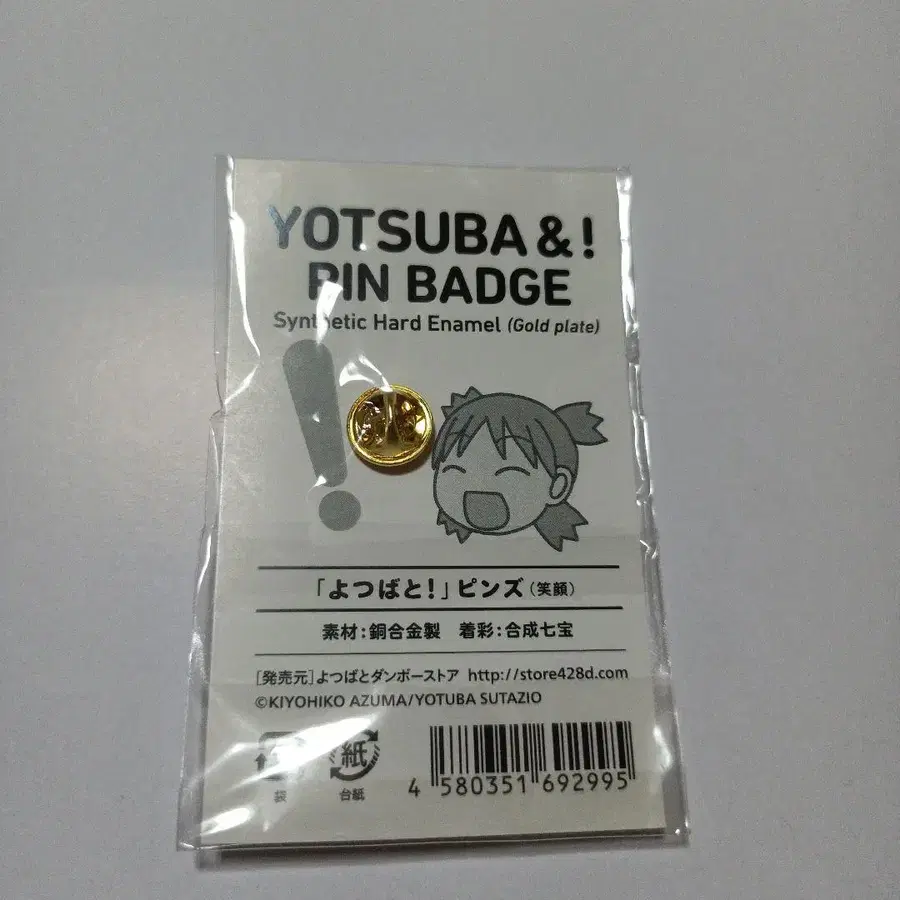 YOTSUBA & !
PIN BADGE
Synthetic Hard Enamel (Gold plate)
「よつばと!」ピンズ(笑顔)
素材:銅合金製 着彩:合成七宝
[発売元]よつばとダンボーストア http://store428d.com
©KIYOHIKO AZUMA/YOTUBA SUTAZIO
紙
袋
台紙
4 580351 692995